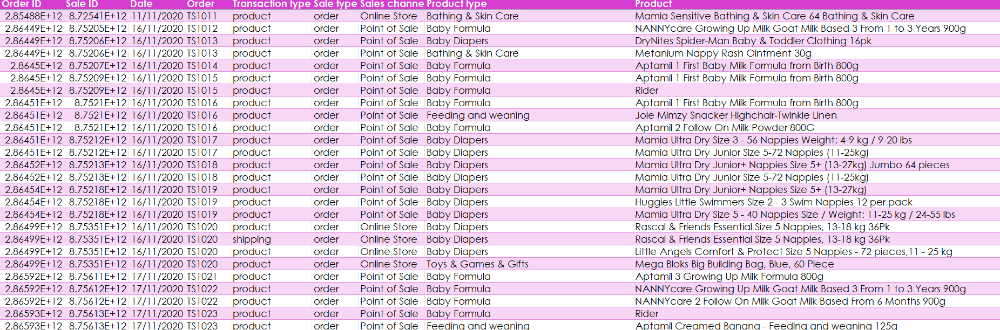 Order ID Sale ID Date Order Transaction type Sale type Sales channe Product type Product
2.85488E+12 8.72541E+12 11/11/2020 TS1011 product order Online Store Bathing & Skin Care Mamia Sensitive Bathing & Skin Care 64 Bathing & Skin Care
2.86449E+12 8.75205E+12 16/11/2020 TS1012 product order Point of Sale Baby Formula NANNYcare Growing Up Milk Goat Milk Based 3 From 1 to 3 Years 900g
2.86449E+12 8.75206E+12 16/11/2020 TS1013 product order Point of Sale Baby Diapers DryNites Spider-Man Baby & Toddler Clothing 16pk
2.86449E+12 8.75206E+12 16/11/2020 TS1013 product order Point of Sale Bathing & Skin Care Metanium Nappy Rash Ointment 30g
2.8645E+12 8.75207E+12 16/11/2020 TS1014 product order Point of Sale Baby Formula Aptamil 1 First Baby Milk Formula from Birth 800g
2.8645E+12 8.75209E+12 16/11/2020 TS1015 product order Point of Sale Baby Formula Aptamil 1 First Baby Milk Formula from Birth 800g
2.8645E+12 8.75209E+12 16/11/2020 TS1015 product order Point of Sale Baby Formula Rider
2.86451E+12 8.7521E+12 16/11/2020 TS1016 product order Point of Sale Baby Formula Aptamil 1 First Baby Milk Formula from Birth 800g
2.86451E+12 8.7521E+12 16/11/2020 TS1016 product order Point of Sale Feeding and weaning Joie Mimzy Snacker Highchair-Twinkle Linen
2.86451E+12 8.7521E+12 16/11/2020 TS1016 product order Point of Sale Baby Formula Aptamil 2 Follow On Milk Powder 800G
2.86451E+12 8.75212E+12 16/11/2020 TS1017 product order Point of Sale Baby Diapers Mamia Ultra Dry Size 3 - 56 Nappies Weight: 4-9 kg / 9-20 lbs
2.86451E+12 8.75212E+12 16/11/2020 TS1017 product order Point of Sale Baby Diapers Mamia Ultra Dry Junior Size 5-72 Nappies (11-25kg)
2.86452E+12 8.75213E+12 16/11/2020 TS1018 product order Point of Sale Baby Diapers Mamia Ultra Dry Junior+ Nappies Size 5+ (13-27kg) Jumbo 64 pieces
2.86452E+12 8.75213E+12 16/11/2020 TS1018 product order Point of Sale Baby Diapers Mamia Ultra Dry Junior Size 5-72 Nappies (11-25kg)
2.86454E+12 8.75218E+12 16/11/2020 TS1019 product order Point of Sale Baby Diapers Mamia Ultra Dry Junior+ Nappies Size 5+ (13-27kg)
2.86454E+12 8.75218E+12 16/11/2020 TS1019 product order Point of Sale Baby Diapers Huggies Little Swimmers Size 2 - 3 Swim Nappies 12 per pack
2.86454E+12 8.75218E+12 16/11/2020 TS1019 product order Point of Sale Baby Diapers Mamia Ultra Dry Size 5 - 40 Nappies Size / Weight: 11-25 kg / 24-55 lbs
2.86499E+12 8.75351E+12 16/11/2020 TS1020 product order Online Store Baby Diapers Rascal & Friends Essential Size 5 Nappies, 13-18 kg 36Pk
2.86499E+12 8.75351E+12 16/11/2020 TS1020 shipping order Online Store Baby Diapers Rascal & Friends Essential Size 5 Nappies, 13-18 kg 36Pk
2.86499E+12 8.75351E+12 16/11/2020 TS1020 product order Online Store Baby Diapers Little Angels Comfort & Protect Size 5 Nappies - 72 pieces,11 - 25 kg
2.86499E+12 8.75351E+12 16/11/2020 TS1020 product order Online Store Toys & Games & Gifts Mega Bloks Big Building Bag, Blue, 60 Piece
2.86592E+12 8.75611E+12 17/11/2020 TS1021 product order Point of Sale Baby Formula Aptamil 3 Growing Up Milk Formula 800g
2.86592E+12 8.75612E+12 17/11/2020 TS1022 product order Point of Sale Baby Formula NANNYcare Growing Up Milk Goat Milk Based 3 From 1 to 3 Years 900g
2.86592E+12 8.75612E+12 17/11/2020 TS1022 product order Point of Sale Baby Formula NANNYcare 2 Follow On Milk Goat Milk Based From 6 Months 900g
2.86593E+12 8.75613E+12 17/11/2020 TS1023 product order Point of Sale Baby Formula Rider
2.86593E+12 8.75613E+12 17/11/2020 TS1023 product order Point of Sale Feeding and weaning Aptamil Creamed Banana - Feeding and weaning 125g